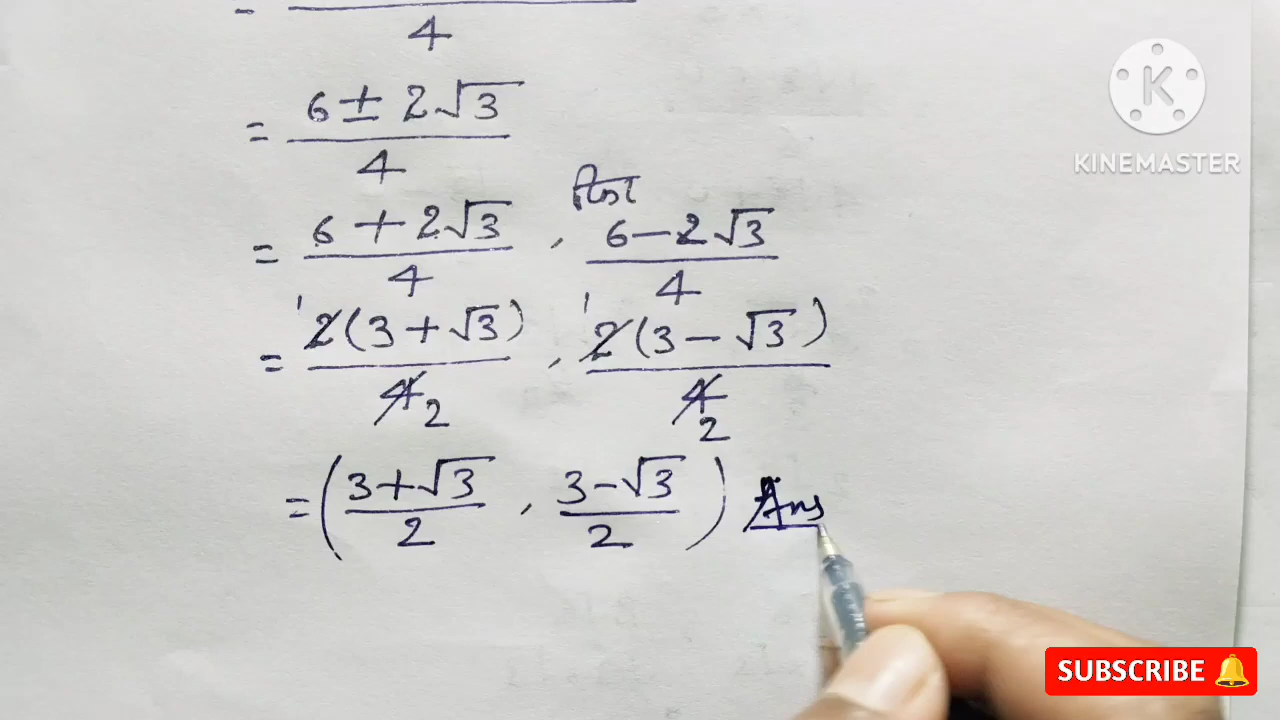 = 4
= 6 ± 2√3 / 4
= 6 + 2√3 / 4 , 6 − 2√3 / 4
= 2(3 + √3) / 4 2 , 2(3 − √3) / 4 2
= ( 3+√3 / 2 , 3−√3 / 2 ) Ans
KINEMASTER
SUBSCRIBE